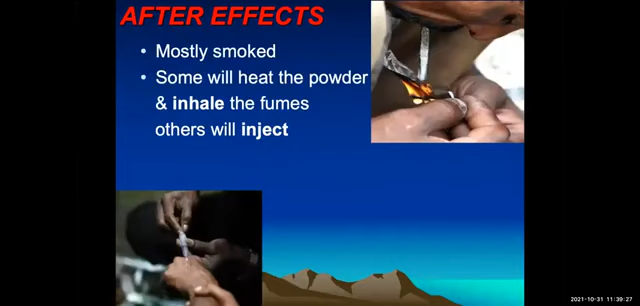 AFTER EFFECTS
• Mostly smoked
• Some will heat the powder
& inhale the fumes
others will inject
2021-10-31 11:39:27